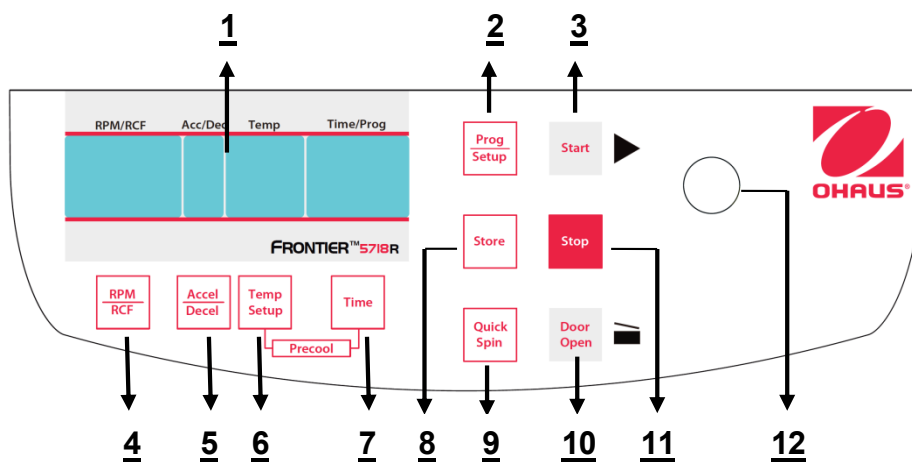 1 2 3
RPM/RCF Acc/Dec Temp Time/Prog
Prog
Setup
Start
OHAUS®
FRONTIER™5718R
Store
Stop
RPM
RCF
Accel
Decel
Temp
Setup
Time
Precool
Quick
Spin
Door
Open
4 5 6 7 8 9 10 11 12